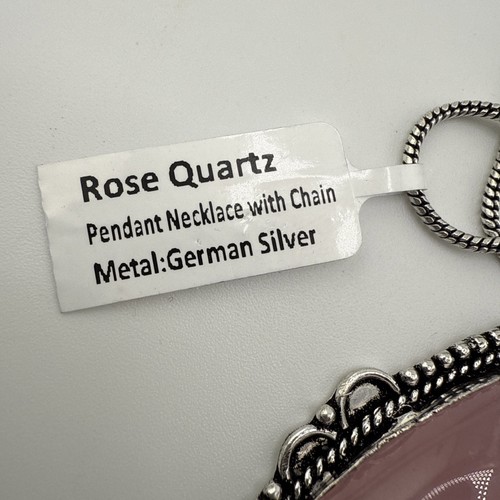 Rose Quartz
Pendant Necklace with Chain
Metal:German Silver